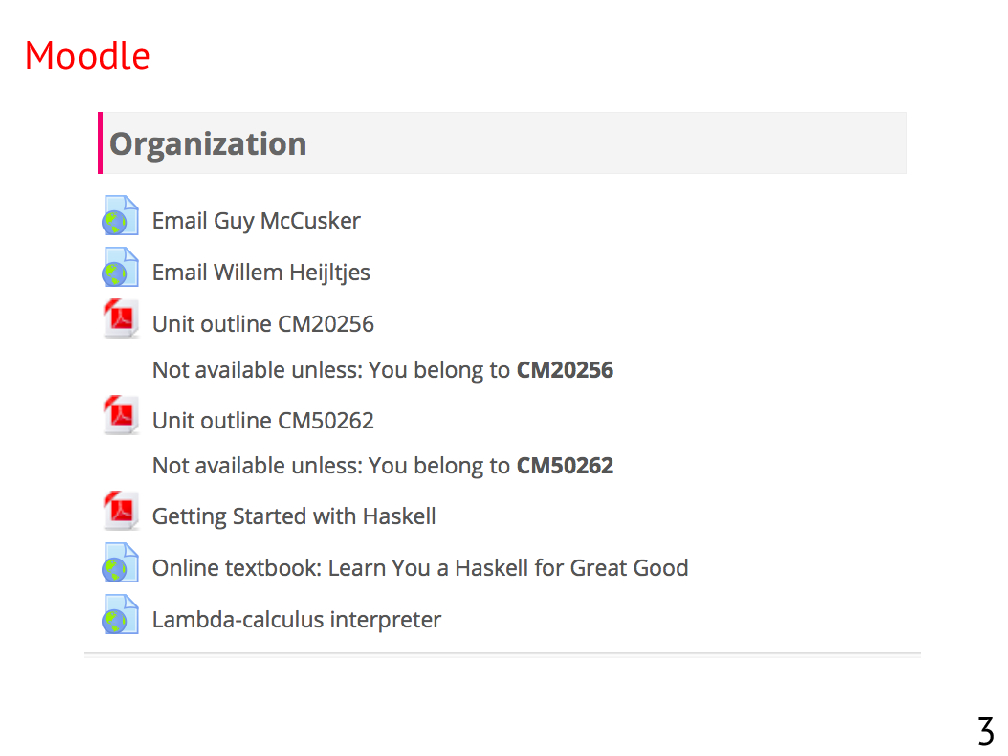 Moodle
Organization
Email Guy McCusker
Email Willem Heijltjes
Unit outline CM20256
Not available unless: You belong to CM20256
Unit outline CM50262
Not available unless: You belong to CM50262
Getting Started with Haskell
Online textbook: Learn You a Haskell for Great Good
Lambda-calculus interpreter
3